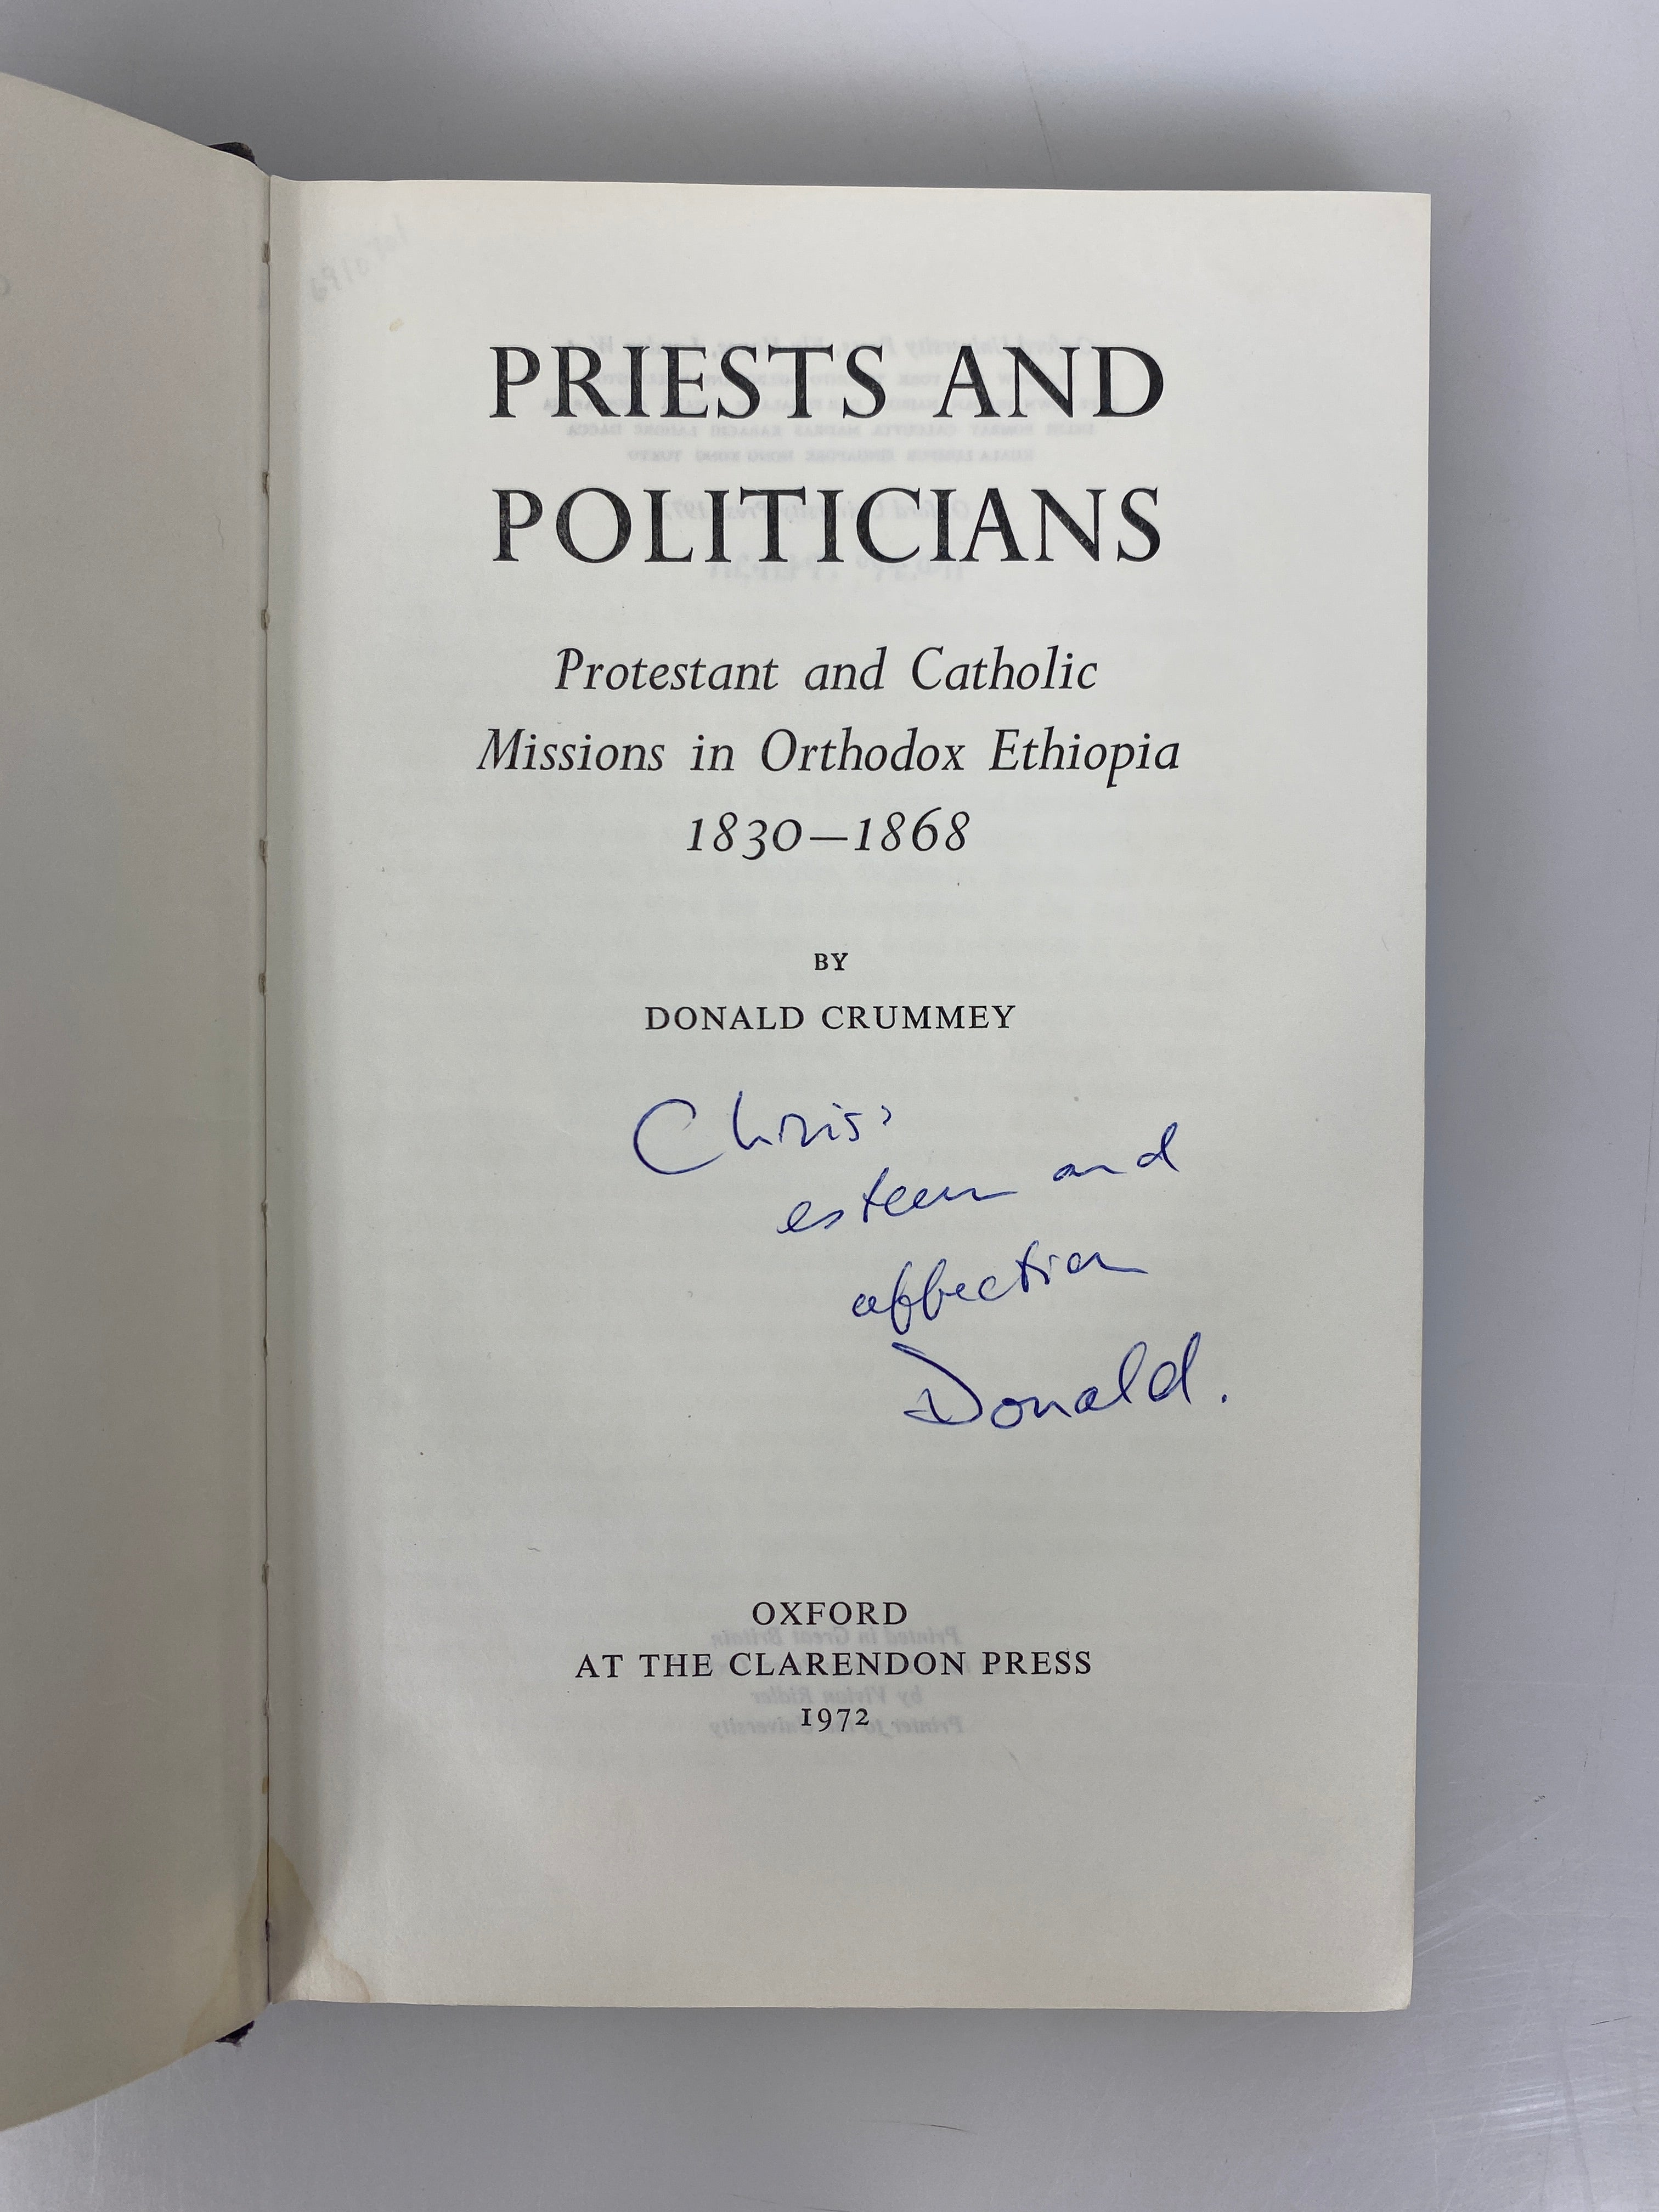 PRIESTS AND
POLITICIANS
Protestant and Catholic
Missions in Orthodox Ethiopia
1830–1868
BY
DONALD CRUMMEY
Chris:
esteem and
affection
Donald.
OXFORD
AT THE CLARENDON PRESS
1972